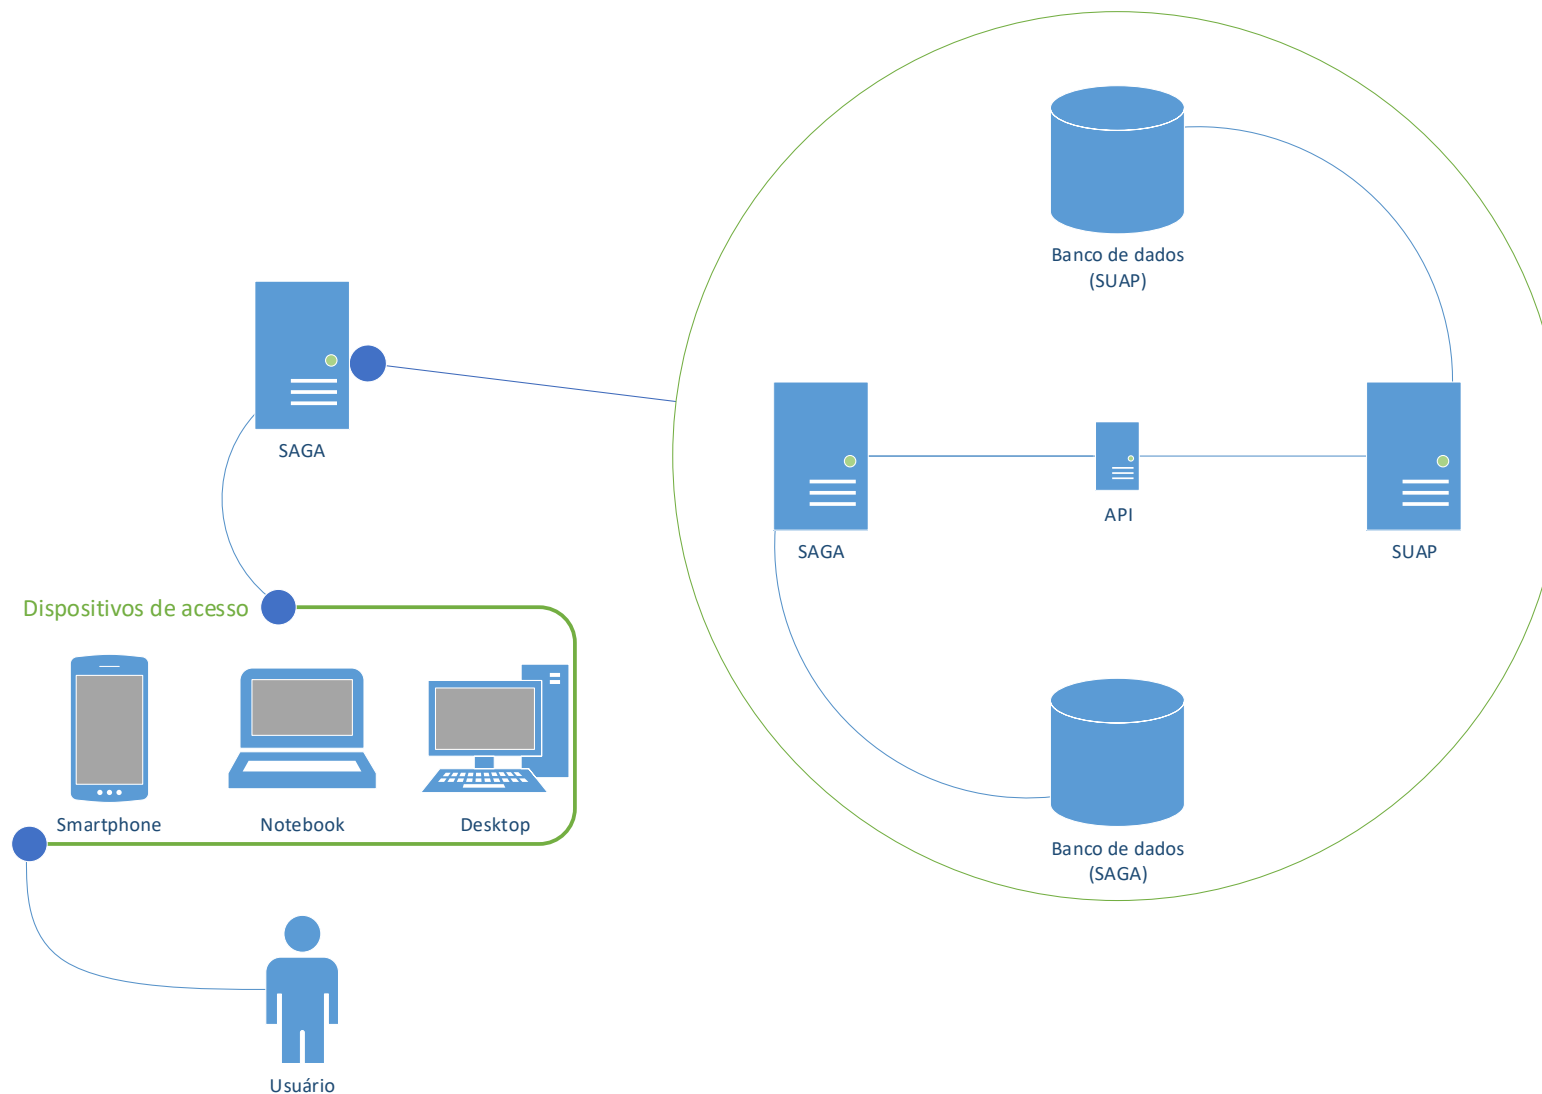 Banco de dados
(SUAP)
SAGA
API
SAGA
SUAP
Dispositivos de acesso
Smartphone
Notebook
Desktop
Banco de dados
(SAGA)
Usuário